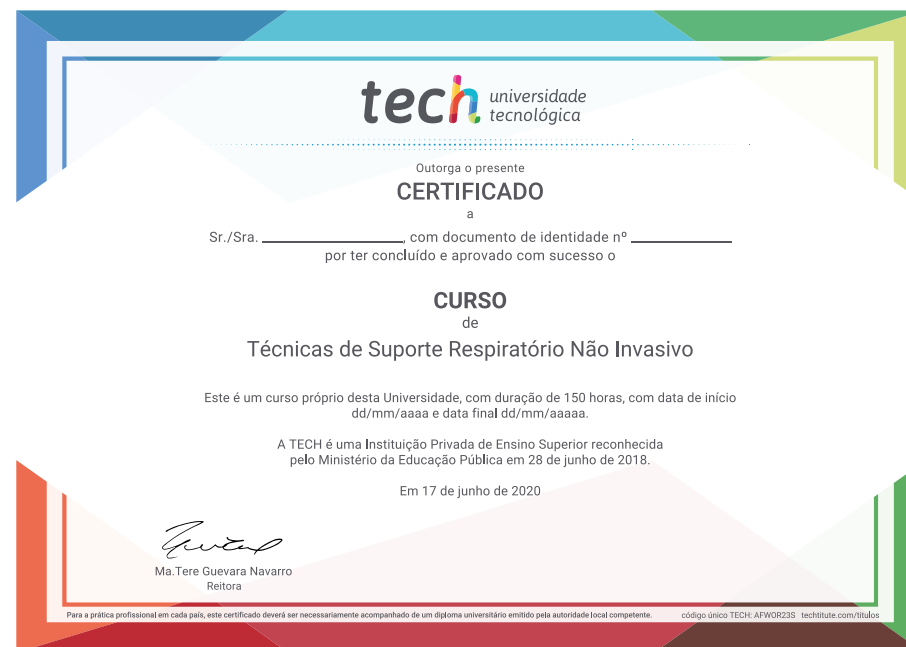 tech universidade
tecnológica
Outorga o presente
CERTIFICADO
a
Sr./Sra. ____________________, com documento de identidade nº ______________
por ter concluído e aprovado com sucesso o
CURSO
de
Técnicas de Suporte Respiratório Não Invasivo
Este é um curso próprio desta Universidade, com duração de 150 horas, com data de início
dd/mm/aaaa e data final dd/mm/aaaaa.
A TECH é uma Instituição Privada de Ensino Superior reconhecida
pelo Ministério da Educação Pública em 28 de junho de 2018.
Em 17 de junho de 2020
Ma.Tere Guevara Navarro
Reitora
Para a prática profissional em cada país, este certificado deverá ser necessariamente acompanhado de um diploma universitário emitido pela autoridade local competente. código único TECH: AFWOR23S techtitute.com/titulos